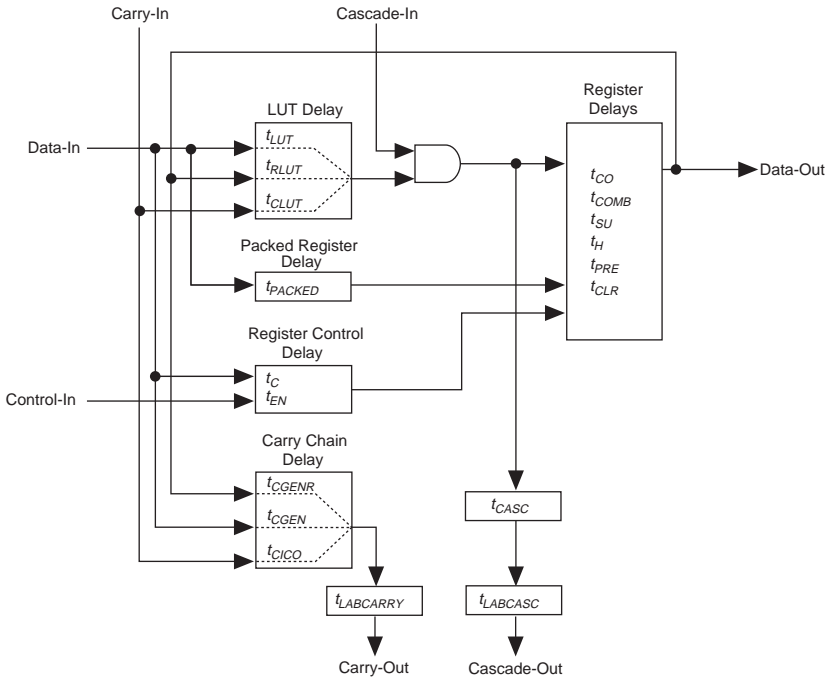 Carry-In
Cascade-In
LUT Delay
Register
Delays
Data-In
tLUT
tRLUT
tCLUT
tCO
tCOMB
tSU
tH
tPRE
tCLR
Data-Out
Packed Register
Delay
tPACKED
Register Control
Delay
tC
tEN
Control-In
Carry Chain
Delay
tCGENR
tCGEN
tCICO
tCASC
tLABCARRY
tLABCASC
Carry-Out
Cascade-Out